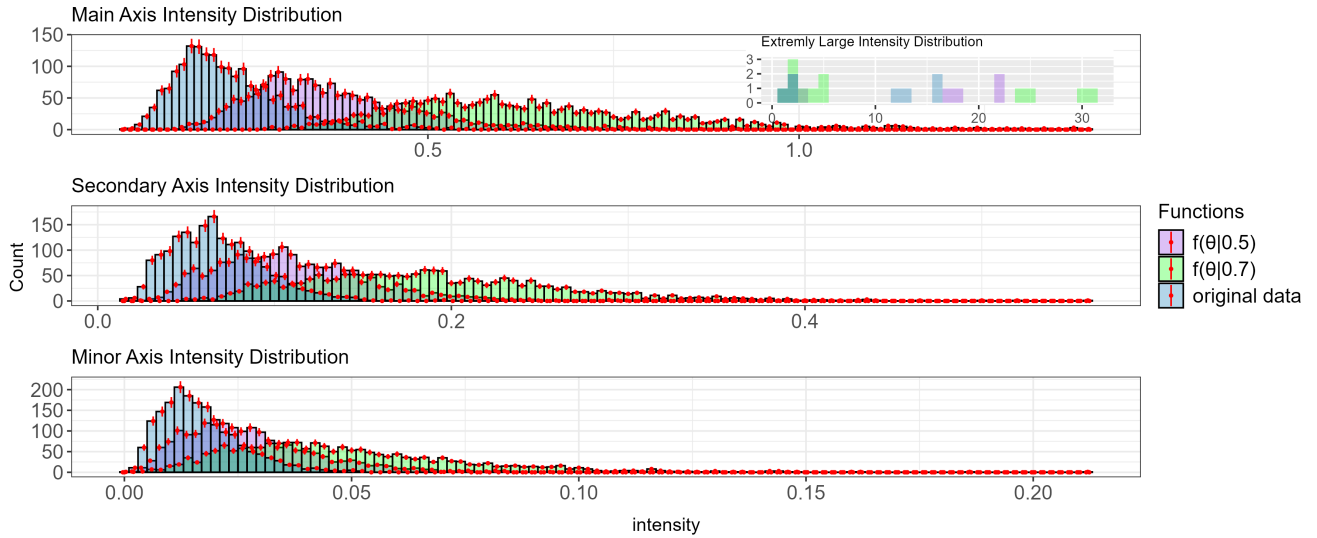 Main Axis Intensity Distribution
Extremly Large Intensity Distribution
150
100
50
0
3
2
1
0
0 10 20 30
0.5 1.0
Secondary Axis Intensity Distribution
150
100
50
0
0.0 0.2 0.4
Count
Functions
f(θ|0.5)
f(θ|0.7)
original data
Minor Axis Intensity Distribution
200
150
100
50
0
0.00 0.05 0.10 0.15 0.20
intensity